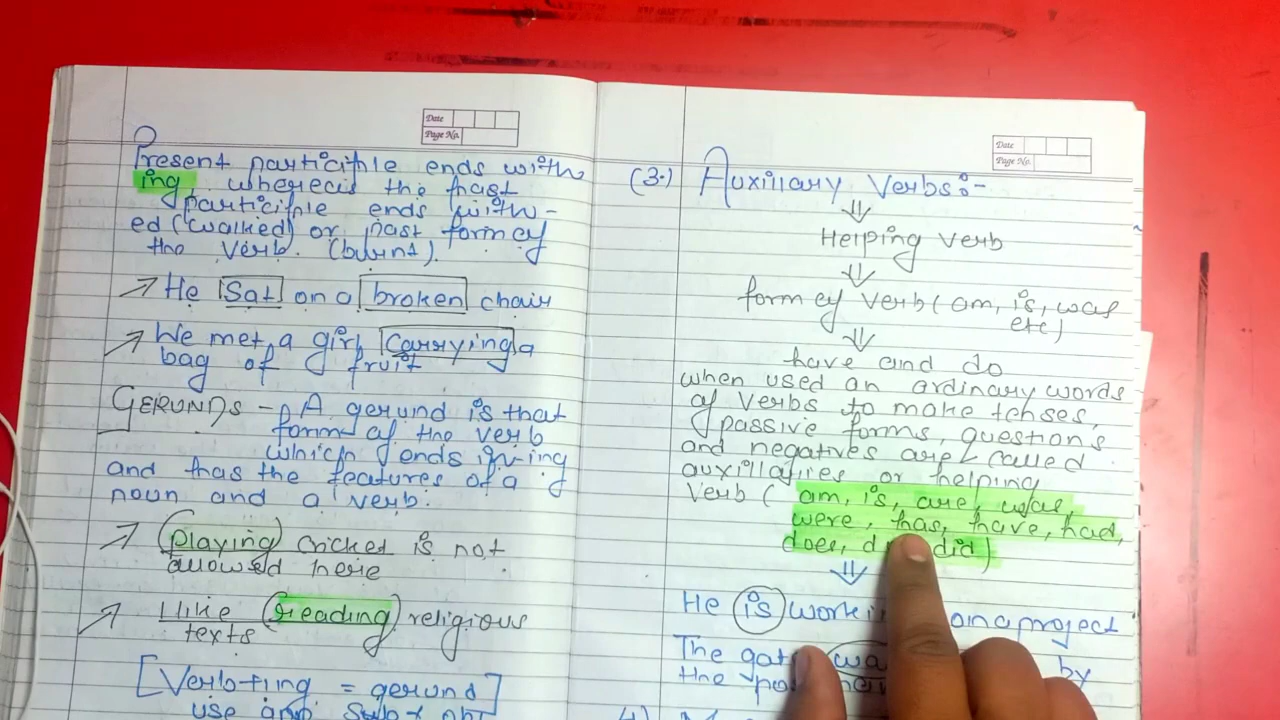 Date
Page No.
Present participle ends with
ing, whereas the past
participle ends with-
ed (walked) or past form of
the verb. (burnt).
He Sat on a broken chair
We met a girl Carrying a
bag of fruit
GERUNDS - A gerund is that
form of the verb
which ends in ing
and has the features of a
noun and a verb.
Playing cricket is not
allowed here
I like reading religious
texts
[Verb+ing = gerund]
Date
Page No.
(3.) Auxillary Verbs:-
Helping Verb
form of Verb (am, is, was
etc)
have and do
when used an ordinary words
of Verbs to make tenses,
passive forms, questions
and negatives are called
auxillaries or helping
Verb (am, is, are, was,
were, has, have, had,
does, did)
He is on a project
The by
the
4)